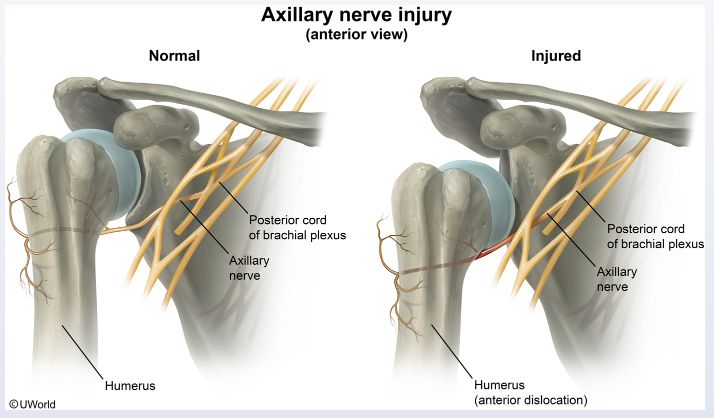 Axillary nerve injury
(anterior view)
Normal
Injured
Posterior cord
of brachial plexus
Axillary
nerve
Humerus
Posterior cord
of brachial plexus
Axillary
nerve
Humerus
(anterior dislocation)
©UWorld